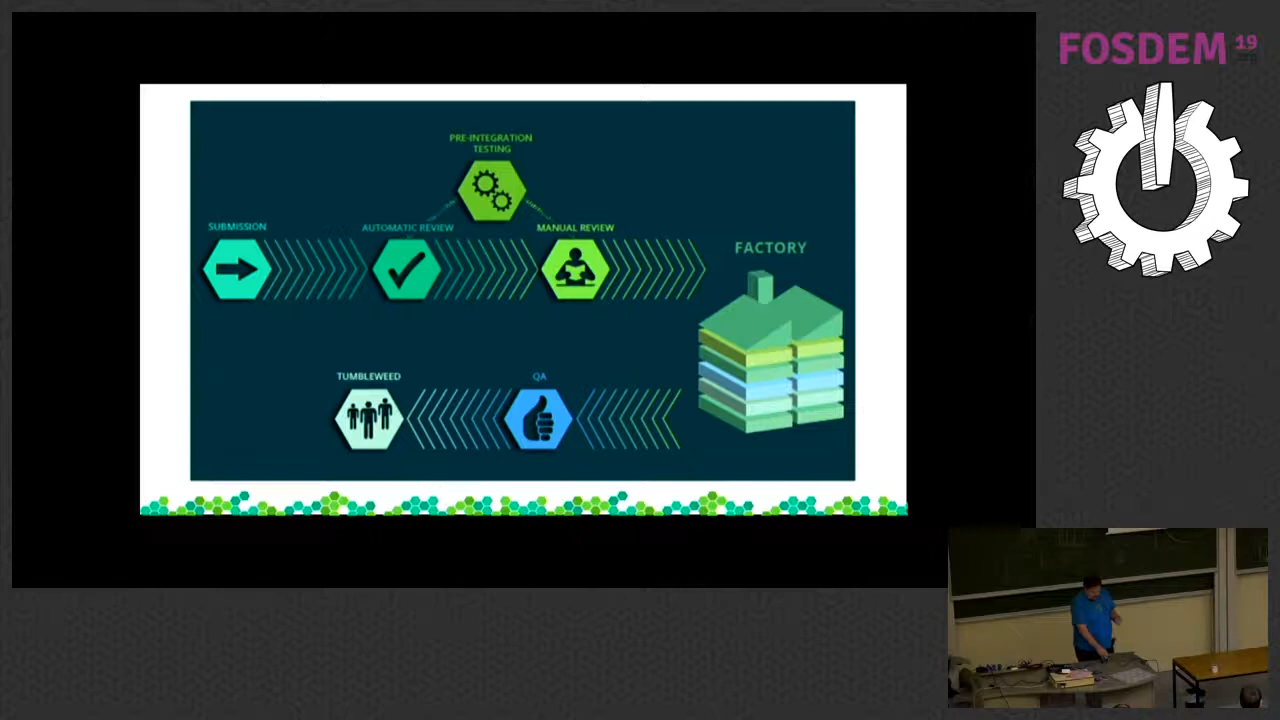 FOSDEM 19
PRE-INTEGRATION
TESTING
SUBMISSION
AUTOMATIC REVIEW
MANUAL REVIEW
FACTORY
TUMBLEWEED
QA